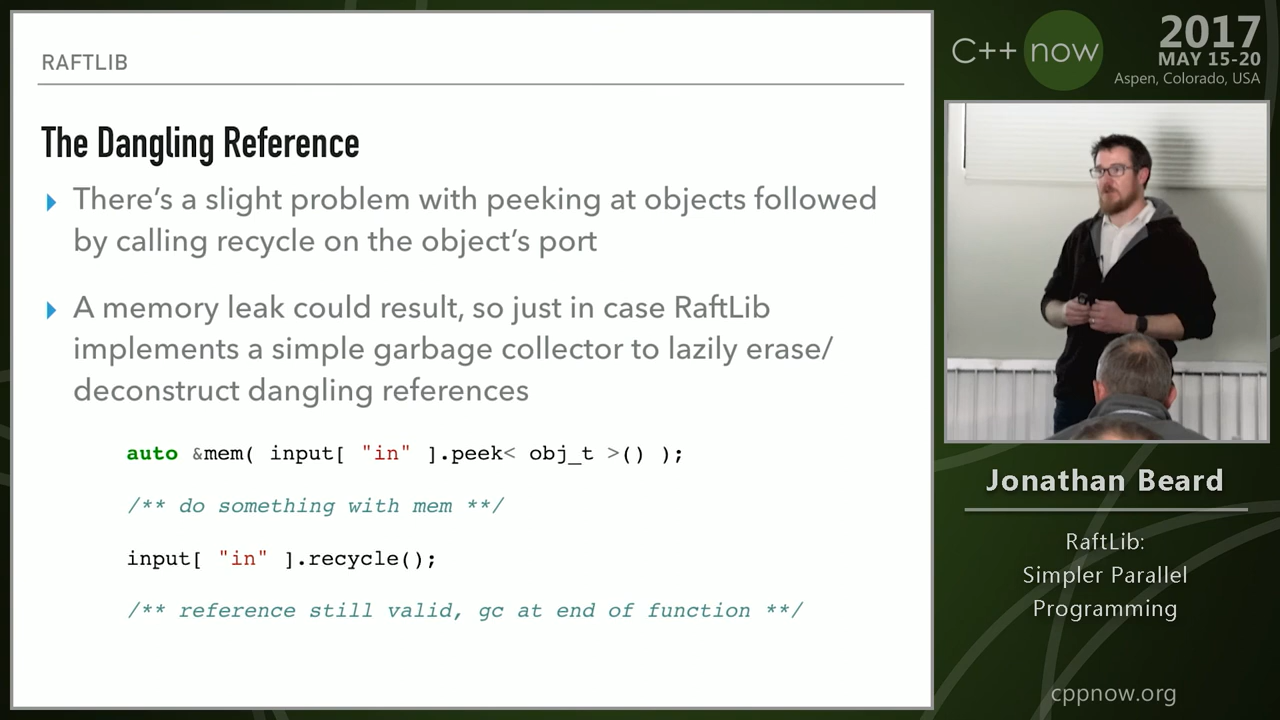 RAFTLIB
The Dangling Reference
There's a slight problem with peeking at objects followed
by calling recycle on the object's port
A memory leak could result, so just in case RaftLib
implements a simple garbage collector to lazily erase/
deconstruct dangling references
auto &mem( input[ "in" ].peek< obj_t >() );
/** do something with mem **/
input[ "in" ].recycle();
/** reference still valid, gc at end of function **/
C++ now
2017
MAY 15-20
Aspen, Colorado, USA
Jonathan Beard
RaftLib:
Simpler Parallel
Programming
cppnow.org